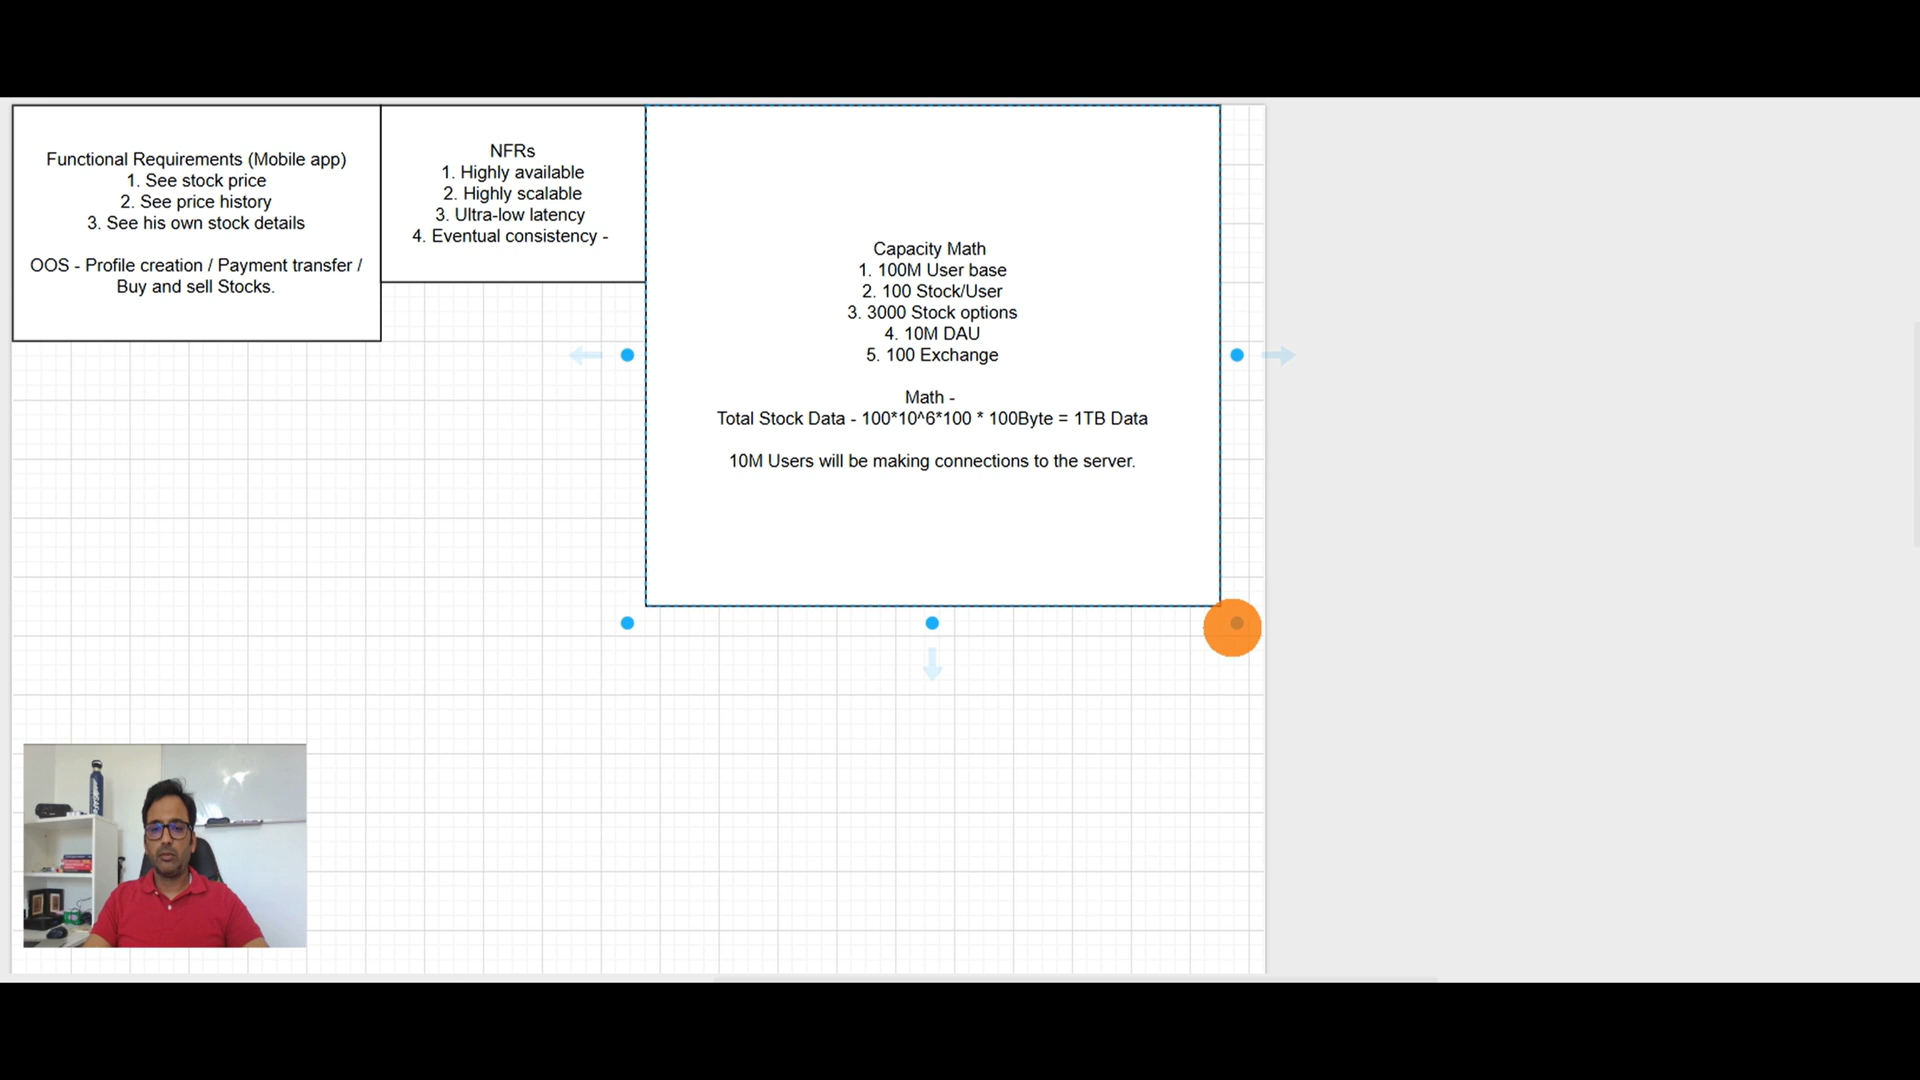 Functional Requirements (Mobile app)
1. See stock price
2. See price history
3. See his own stock details
OOS - Profile creation / Payment transfer /
Buy and sell Stocks.
NFRs
1. Highly available
2. Highly scalable
3. Ultra-low latency
4. Eventual consistency -
Capacity Math
1. 100M User base
2. 100 Stock/User
3. 3000 Stock options
4. 10M DAU
5. 100 Exchange
Math -
Total Stock Data - 100*10^6*100 * 100Byte = 1TB Data
10M Users will be making connections to the server.